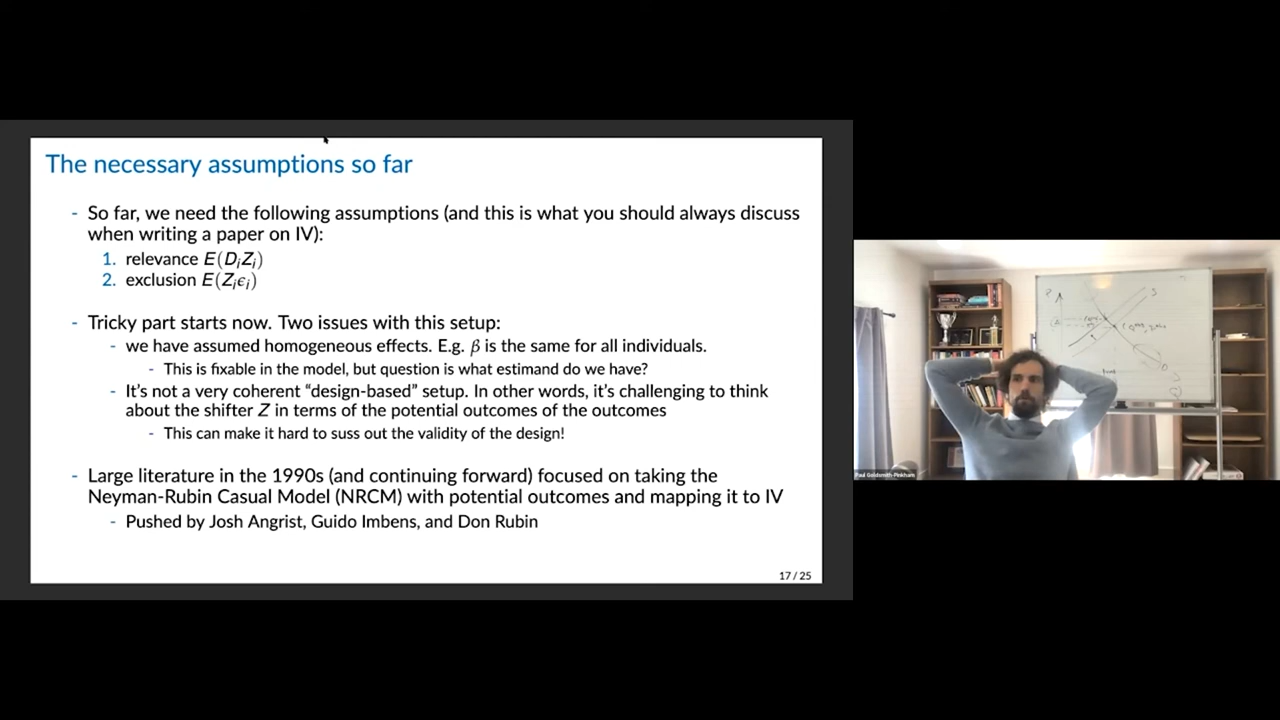 The necessary assumptions so far
- So far, we need the following assumptions (and this is what you should always discuss
when writing a paper on IV):
1. relevance E(DᵢZᵢ)
2. exclusion E(Zᵢϵᵢ)
- Tricky part starts now. Two issues with this setup:
- we have assumed homogeneous effects. E.g. β is the same for all individuals.
- This is fixable in the model, but question is what estimand do we have?
- It's not a very coherent “design-based” setup. In other words, it's challenging to think
about the shifter Z in terms of the potential outcomes of the outcomes
- This can make it hard to suss out the validity of the design!
- Large literature in the 1990s (and continuing forward) focused on taking the
Neyman-Rubin Casual Model (NRCM) with potential outcomes and mapping it to IV
- Pushed by Josh Angrist, Guido Imbens, and Don Rubin
17 / 25
Paul Goldsmith-Pinkham
P
S
D